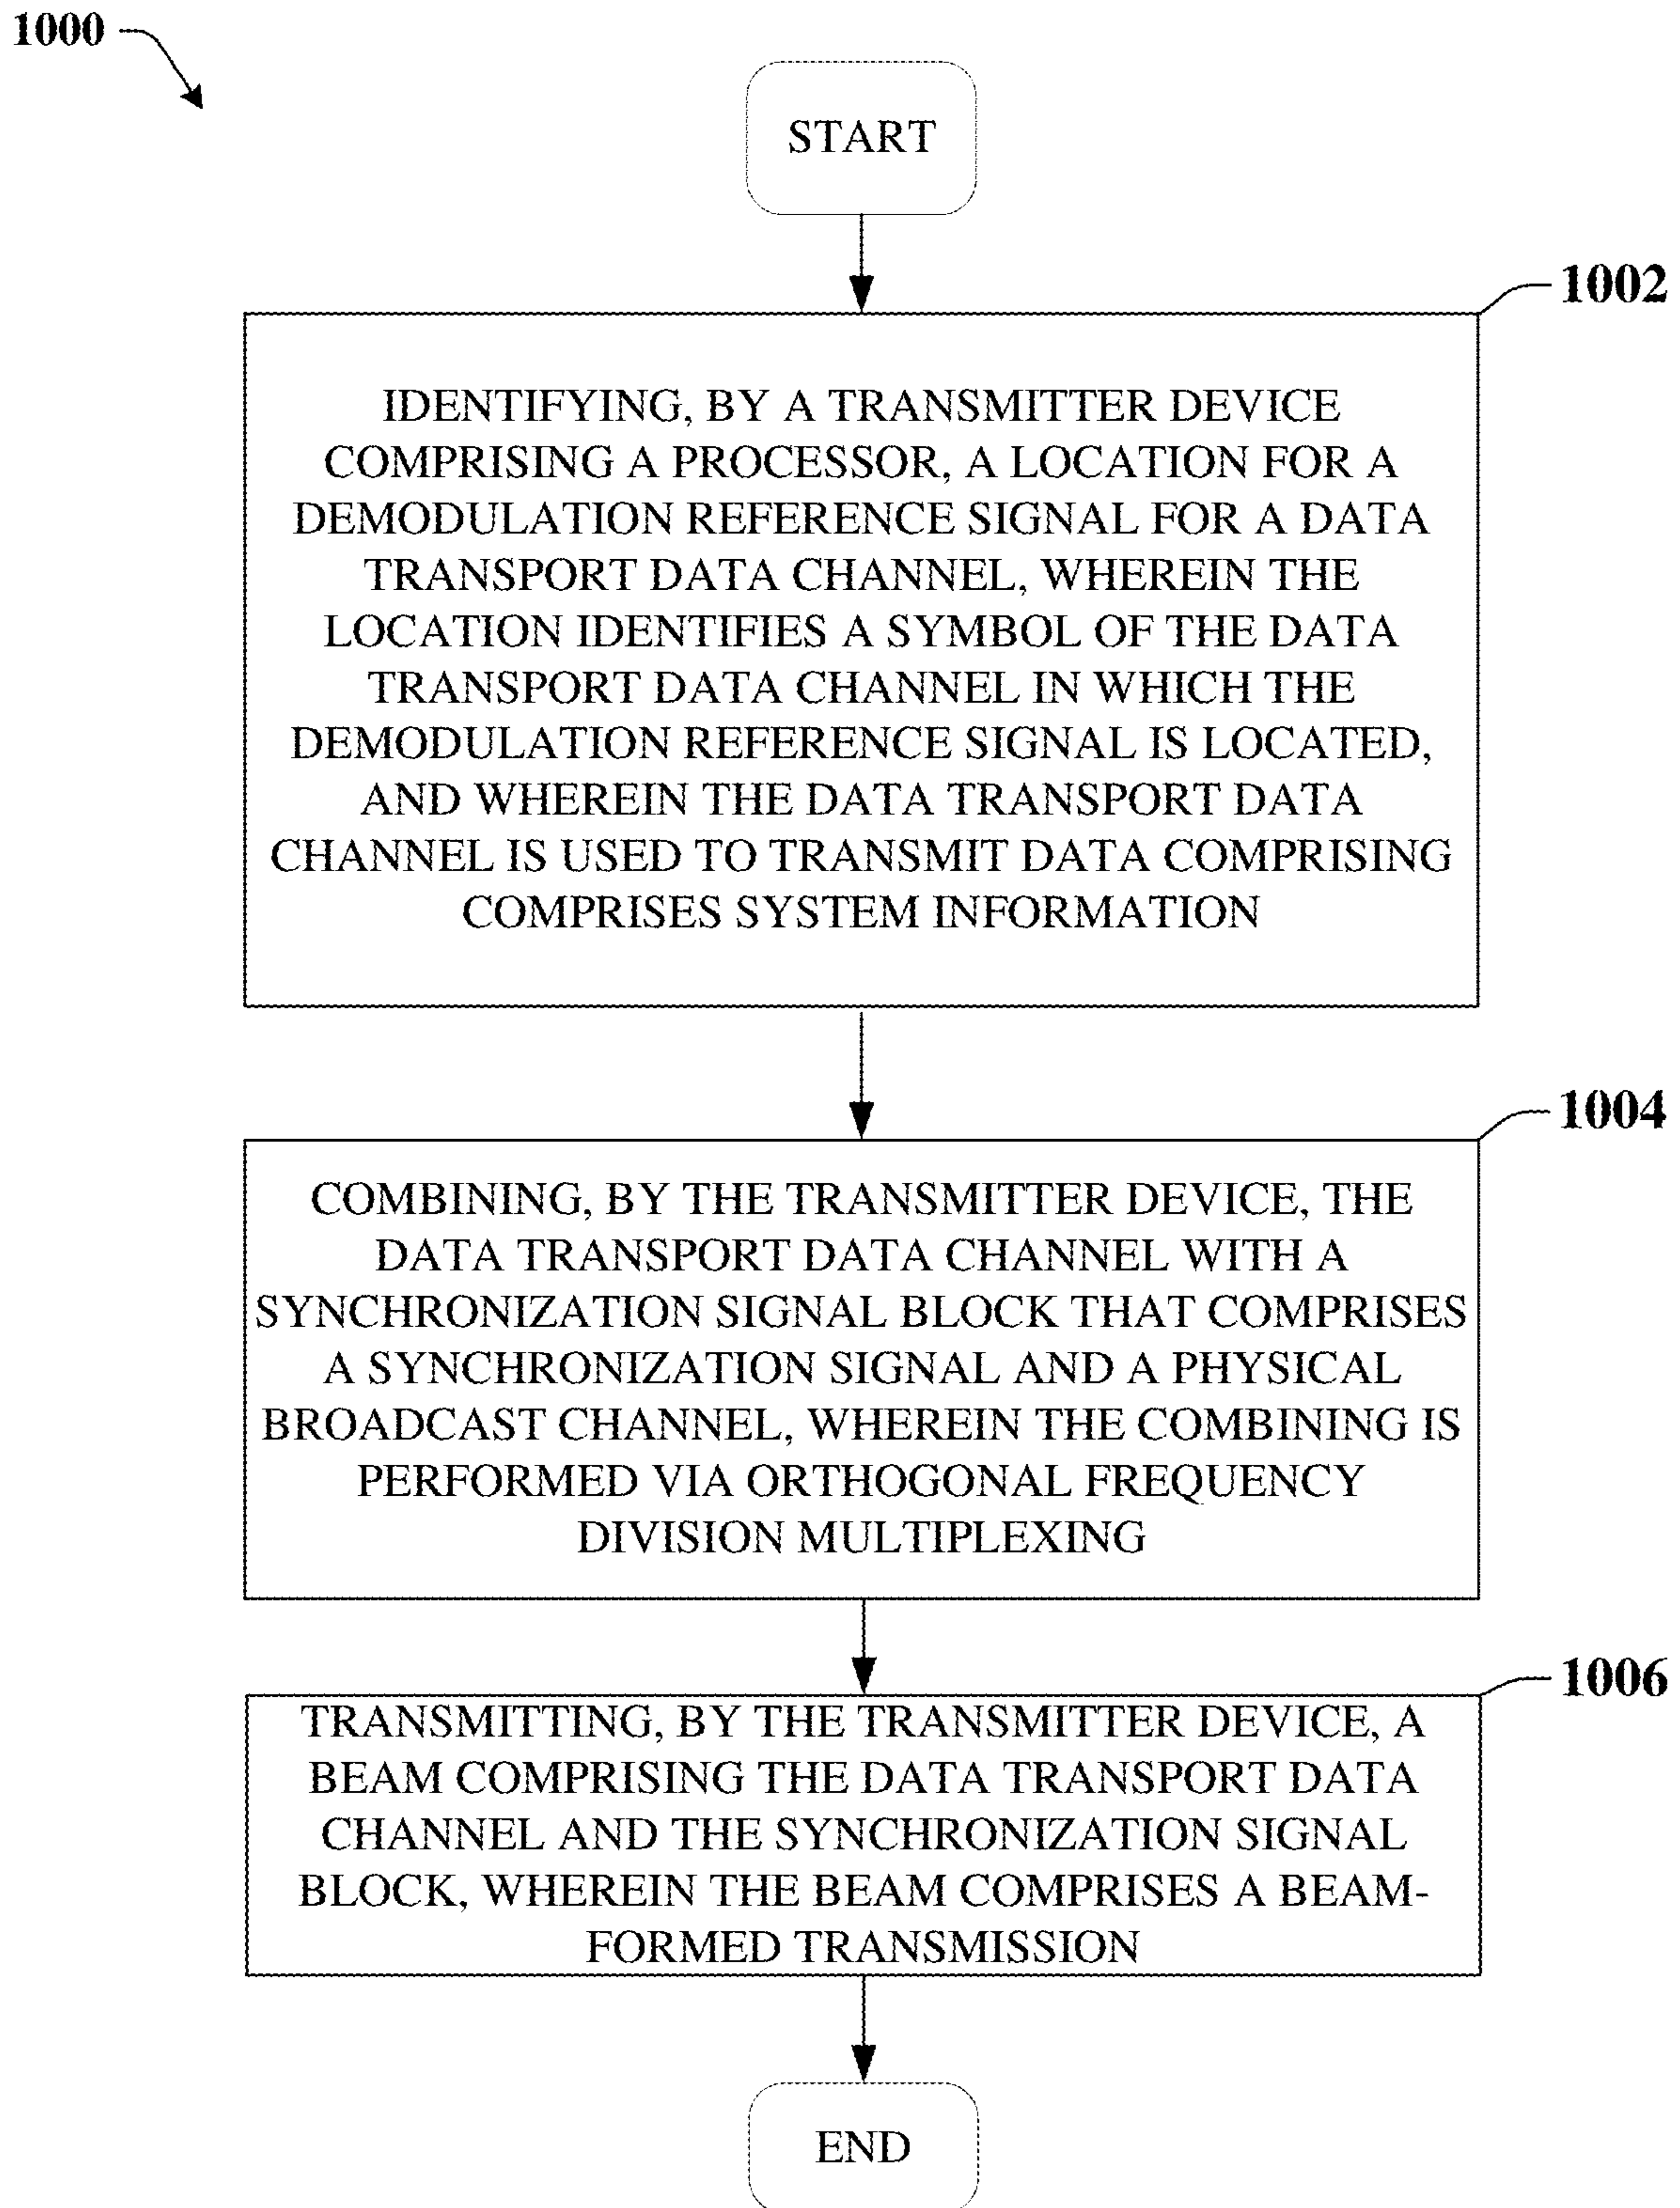 1000
START
1002
IDENTIFYING, BY A TRANSMITTER DEVICE
COMPRISING A PROCESSOR, A LOCATION FOR A
DEMODULATION REFERENCE SIGNAL FOR A DATA
TRANSPORT DATA CHANNEL, WHEREIN THE
LOCATION IDENTIFIES A SYMBOL OF THE DATA
TRANSPORT DATA CHANNEL IN WHICH THE
DEMODULATION REFERENCE SIGNAL IS LOCATED,
AND WHEREIN THE DATA TRANSPORT DATA
CHANNEL IS USED TO TRANSMIT DATA COMPRISING
COMPRISES SYSTEM INFORMATION
1004
COMBINING, BY THE TRANSMITTER DEVICE, THE
DATA TRANSPORT DATA CHANNEL WITH A
SYNCHRONIZATION SIGNAL BLOCK THAT COMPRISES
A SYNCHRONIZATION SIGNAL AND A PHYSICAL
BROADCAST CHANNEL, WHEREIN THE COMBINING IS
PERFORMED VIA ORTHOGONAL FREQUENCY
DIVISION MULTIPLEXING
1006
TRANSMITTING, BY THE TRANSMITTER DEVICE, A
BEAM COMPRISING THE DATA TRANSPORT DATA
CHANNEL AND THE SYNCHRONIZATION SIGNAL
BLOCK, WHEREIN THE BEAM COMPRISES A BEAM-
FORMED TRANSMISSION
END